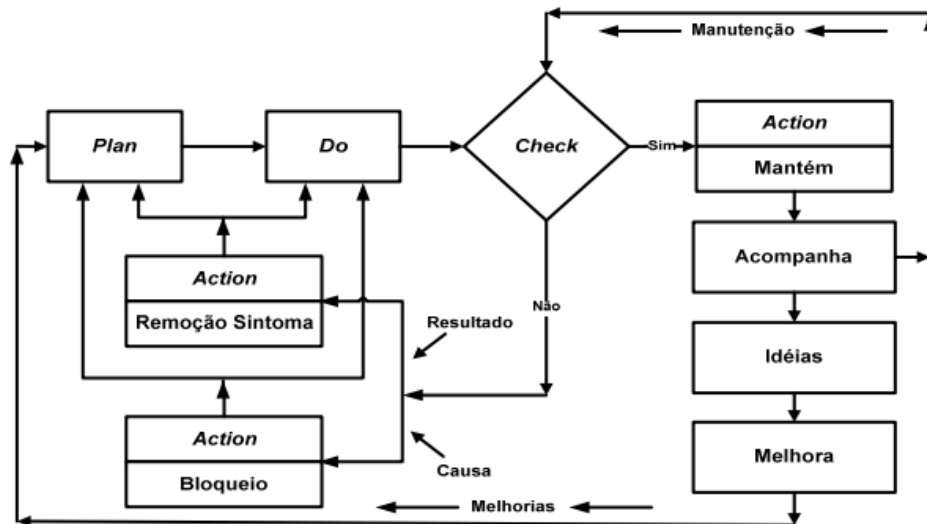 Manutenção
Plan
Do
Check
Sim
Action
Mantém
Acompanha
Action
Remoção Sintoma
Não
Resultado
Idéias
Action
Bloqueio
Causa
Melhora
Melhorias